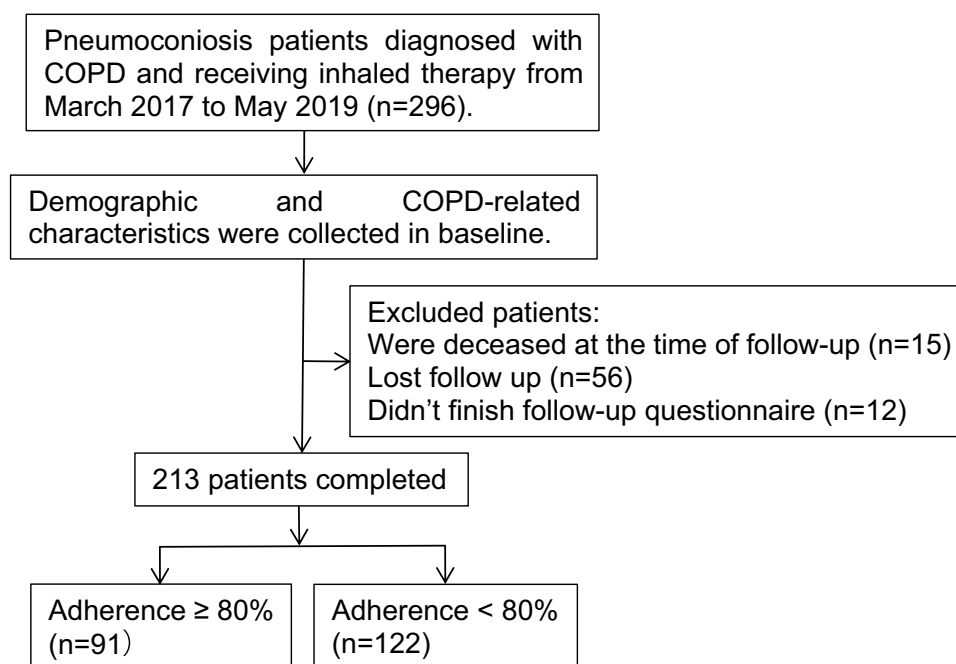 Pneumoconiosis patients diagnosed with
COPD and receiving inhaled therapy from
March 2017 to May 2019 (n=296).
Demographic and COPD-related
characteristics were collected in baseline.
Excluded patients:
Were deceased at the time of follow-up (n=15)
Lost follow up (n=56)
Didn’t finish follow-up questionnaire (n=12)
213 patients completed
Adherence ≥ 80%
(n=91）
Adherence < 80%
(n=122)